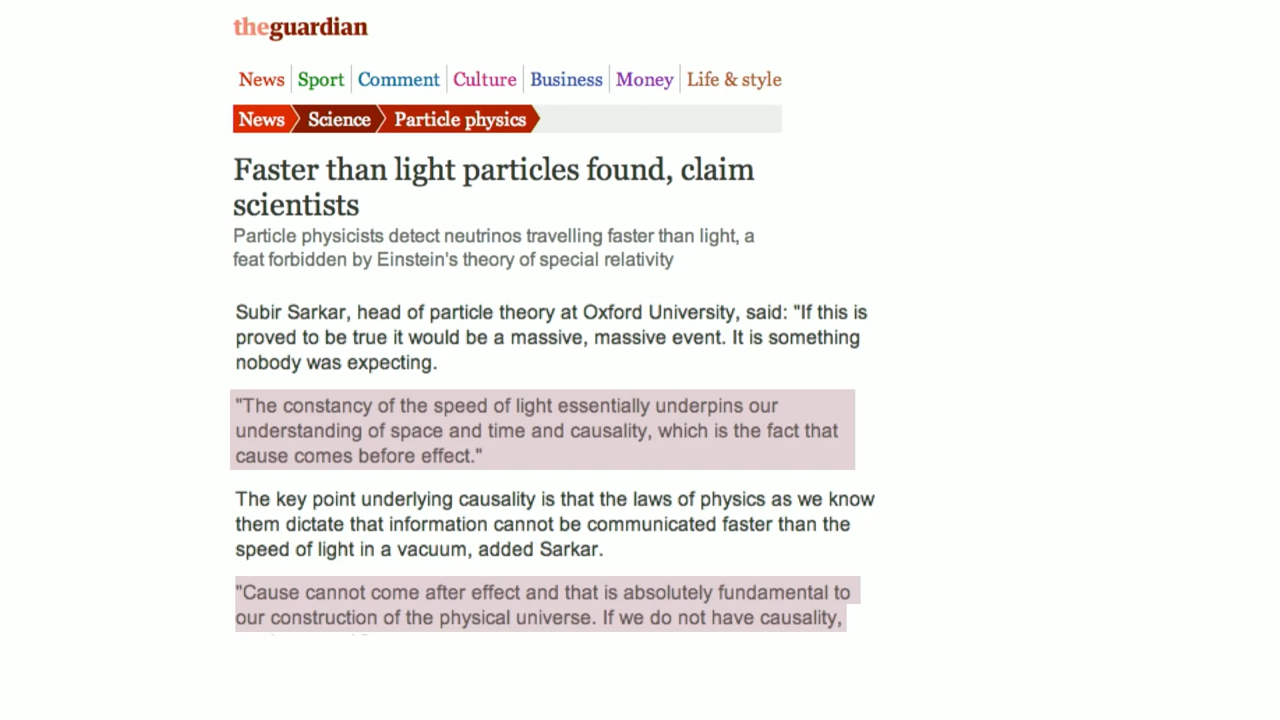 theguardian
News Sport Comment Culture Business Money Life & style
News Science Particle physics
Faster than light particles found, claim
scientists
Particle physicists detect neutrinos travelling faster than light, a
feat forbidden by Einstein's theory of special relativity
Subir Sarkar, head of particle theory at Oxford University, said: "If this is
proved to be true it would be a massive, massive event. It is something
nobody was expecting.
"The constancy of the speed of light essentially underpins our
understanding of space and time and causality, which is the fact that
cause comes before effect."
The key point underlying causality is that the laws of physics as we know
them dictate that information cannot be communicated faster than the
speed of light in a vacuum, added Sarkar.
"Cause cannot come after effect and that is absolutely fundamental to
our construction of the physical universe. If we do not have causality,